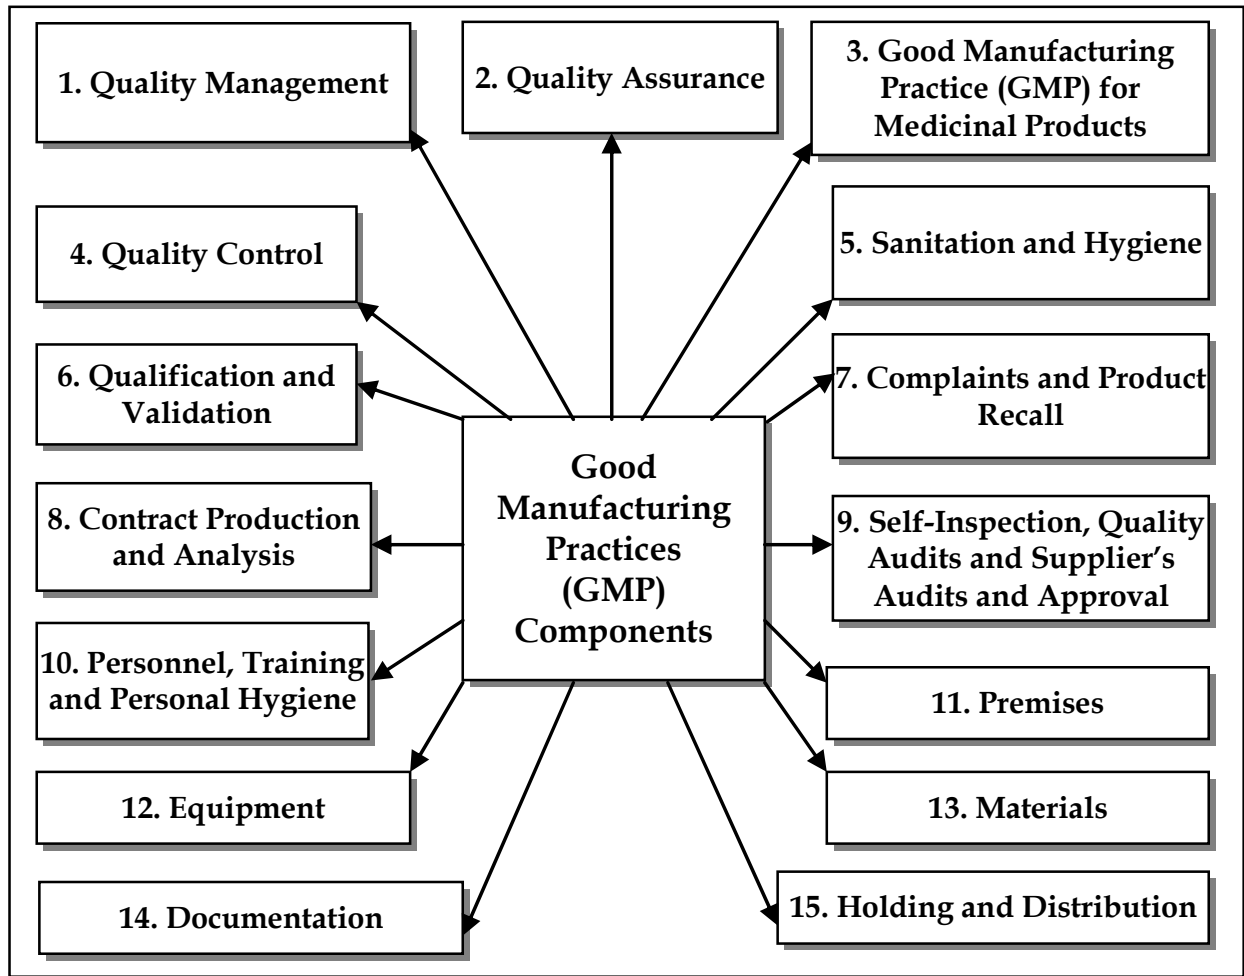 1. Quality Management
2. Quality Assurance
3. Good Manufacturing
Practice (GMP) for
Medicinal Products
4. Quality Control
5. Sanitation and Hygiene
6. Qualification and
Validation
7. Complaints and Product
Recall
Good
Manufacturing
Practices
(GMP)
Components
8. Contract Production
and Analysis
9. Self-Inspection, Quality
Audits and Supplier’s
Audits and Approval
10. Personnel, Training
and Personal Hygiene
11. Premises
12. Equipment
13. Materials
14. Documentation
15. Holding and Distribution